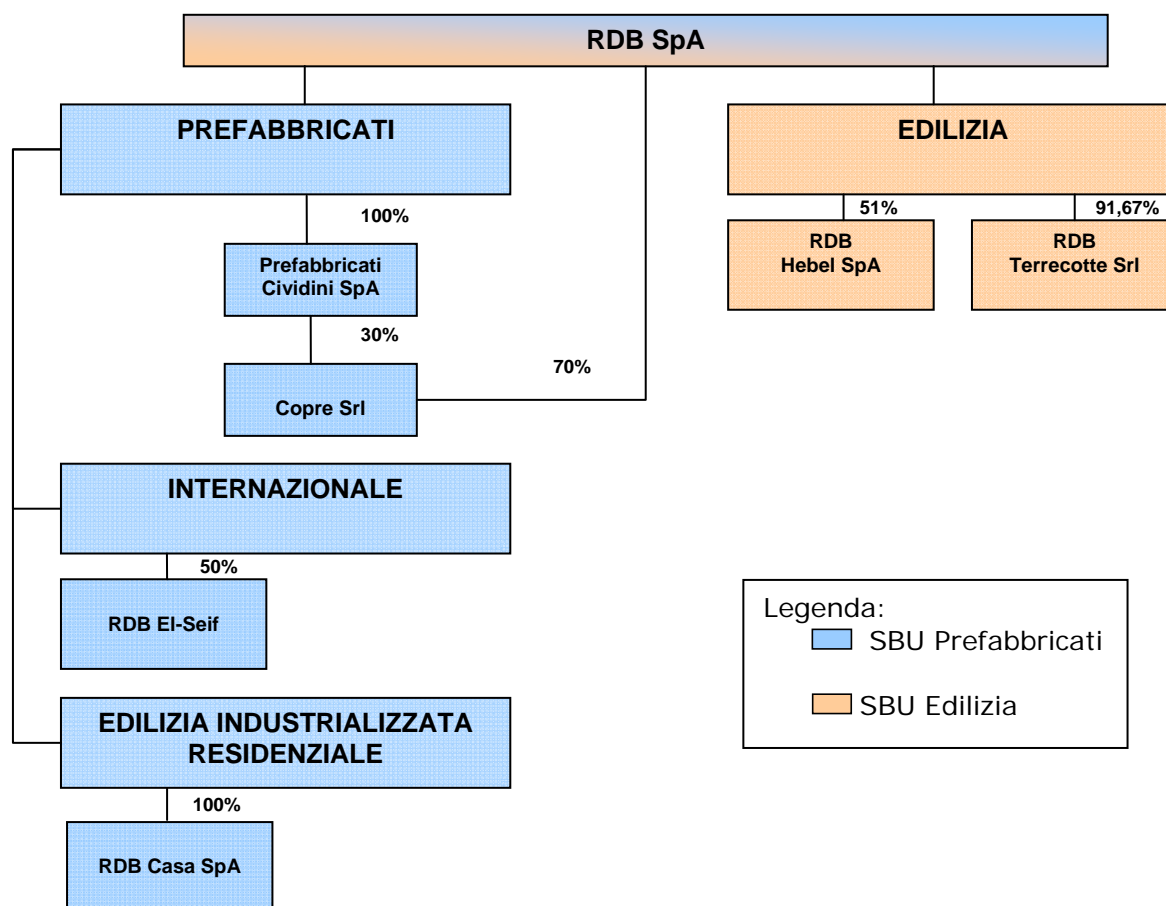 RDB SpA
PREFABBRICATI
EDILIZIA
100%
51%
91,67%
Prefabbricati
Cividini SpA
RDB
Hebel SpA
RDB
Terrecotte Srl
30%
70%
Copre Srl
INTERNAZIONALE
50%
RDB El-Seif
Legenda:
SBU Prefabbricati
SBU Edilizia
EDILIZIA INDUSTRIALIZZATA
RESIDENZIALE
100%
RDB Casa SpA